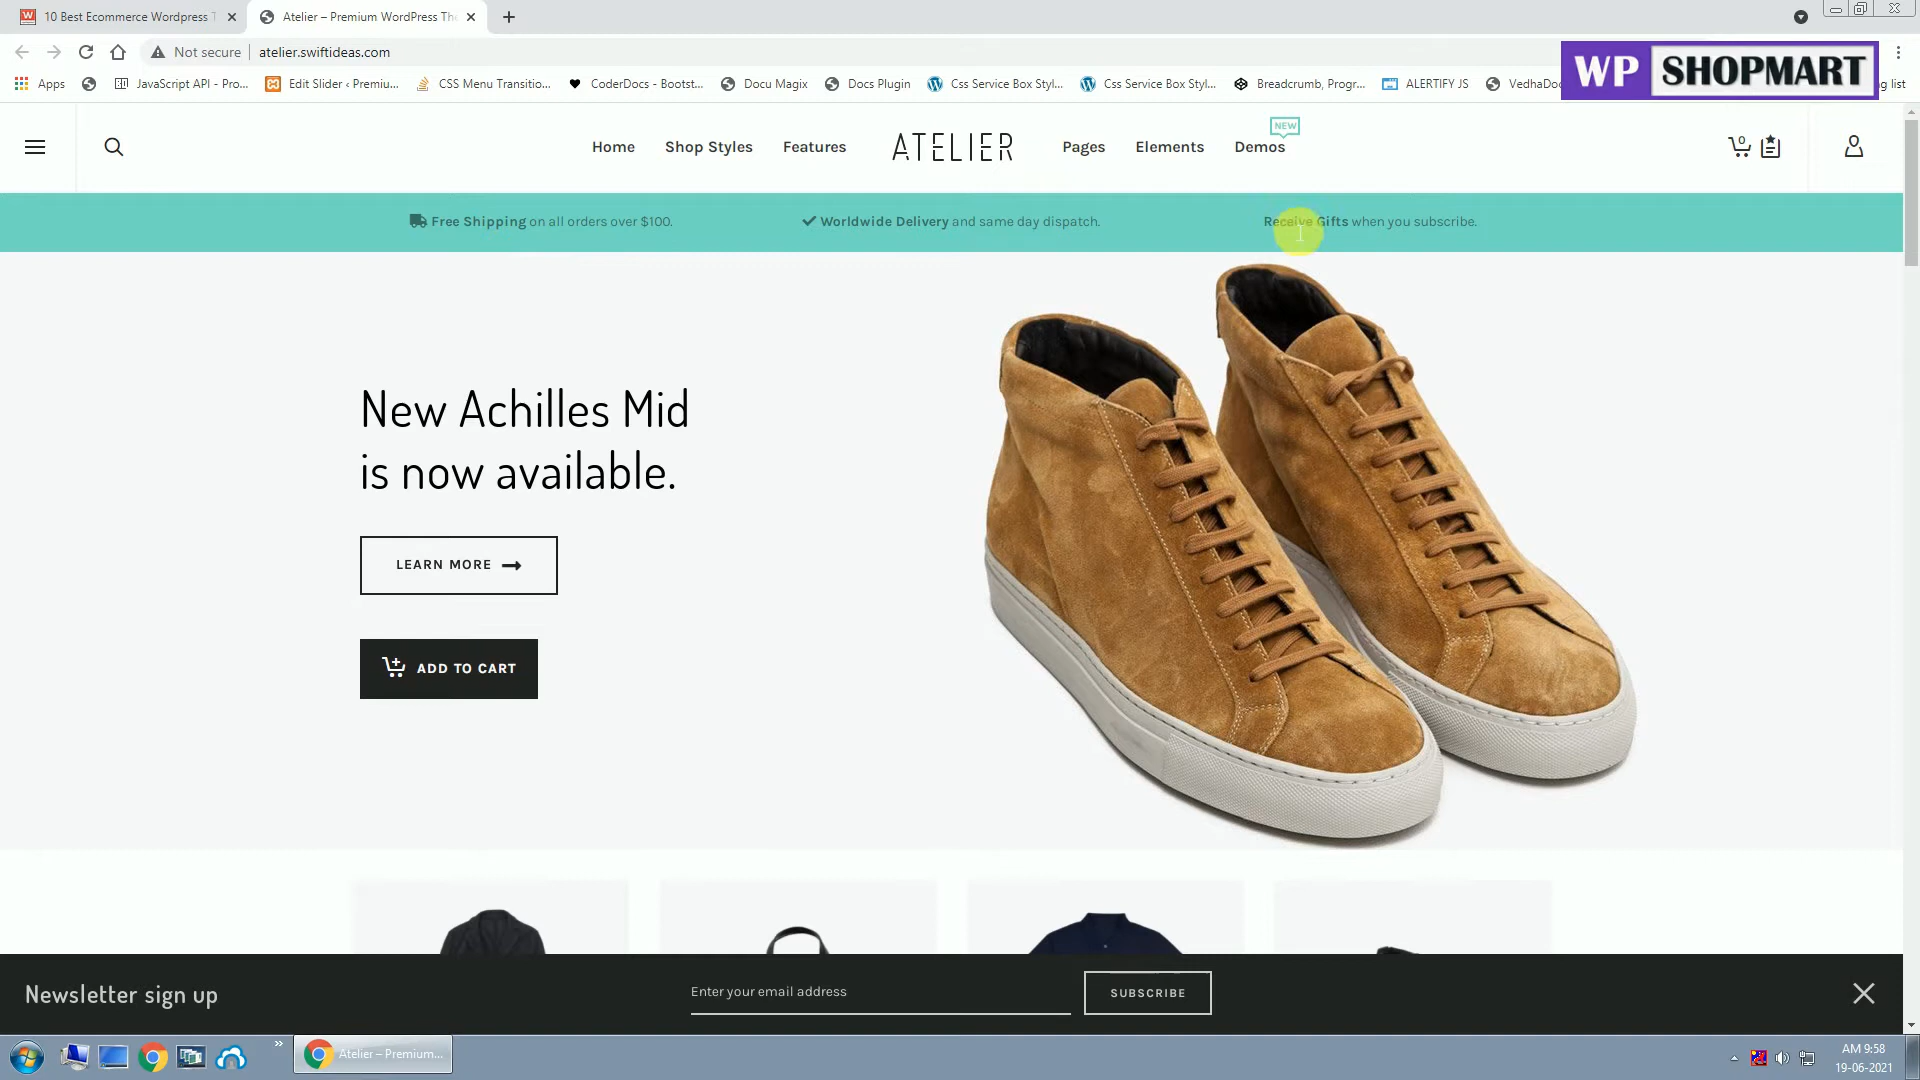 10 Best Ecommerce Wordpress T
Atelier – Premium WordPress The
Not secure
atelier.swiftideas.com
WP SHOPMART
Apps
JavaScript API - Pro...
Edit Slider ‹ Premiu...
CSS Menu Transitio...
CoderDocs - Bootst...
Docu Magix
Docs Plugin
Css Service Box Styl...
Css Service Box Styl...
Breadcrumb, Progr...
ALERTIFY JS
VedhaDoc
g list
NEW
Home
Shop Styles
Features
ATELIER
Pages
Elements
Demos
0
Free Shipping on all orders over $100.
Worldwide Delivery and same day dispatch.
Receive Gifts when you subscribe.
New Achilles Mid
is now available.
LEARN MORE
ADD TO CART
Newsletter sign up
Enter your email address
SUBSCRIBE
Atelier – Premium...
AM 9:58
19-06-2021